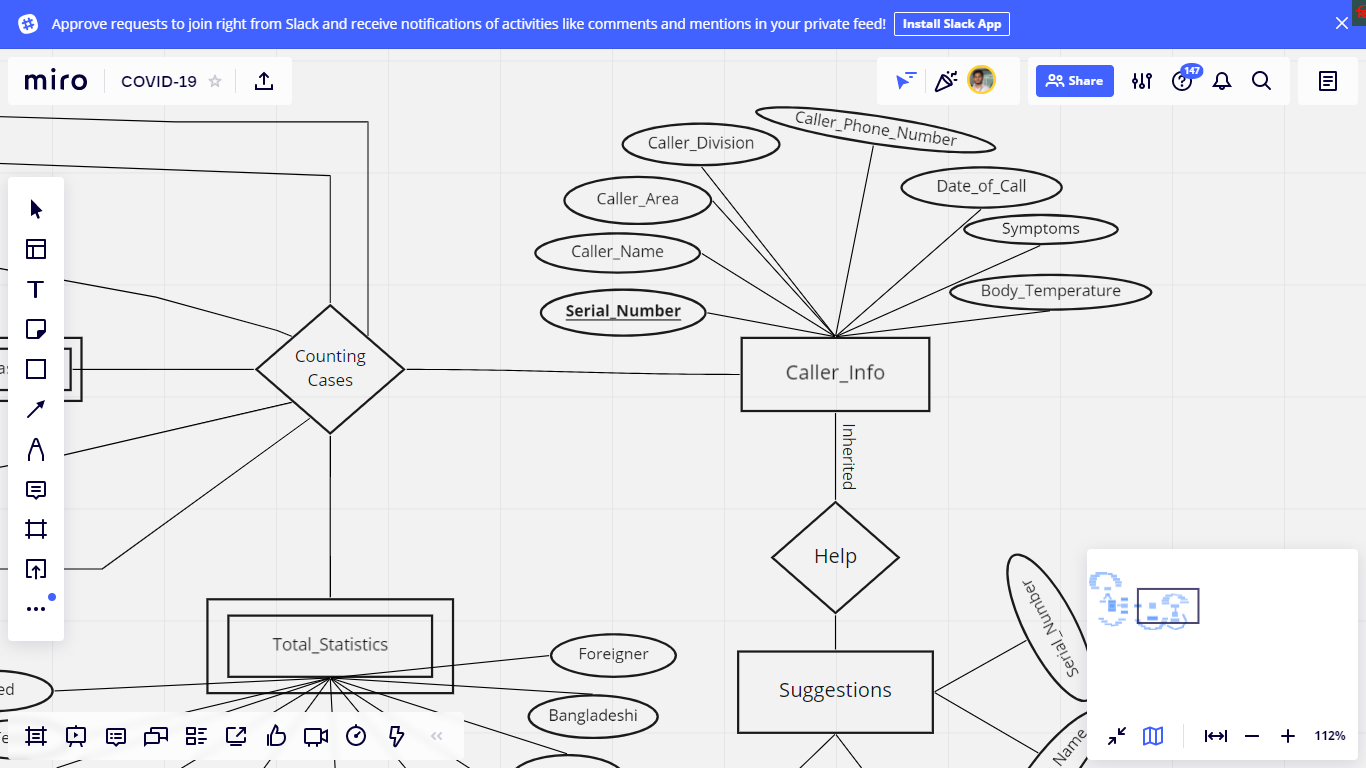 Approve requests to join right from Slack and receive notifications of activities like comments and mentions in your private feed!
Install Slack App
miro
COVID-19
147
Share
Caller_Phone_Number
Caller_Division
Date_of_Call
Caller_Area
Symptoms
Caller_Name
Body_Temperature
Serial_Number
Counting
Cases
Caller_Info
Inherited
Help
Serial_Number
Total_Statistics
Foreigner
ed
Suggestions
Bangladeshi
Name
112%